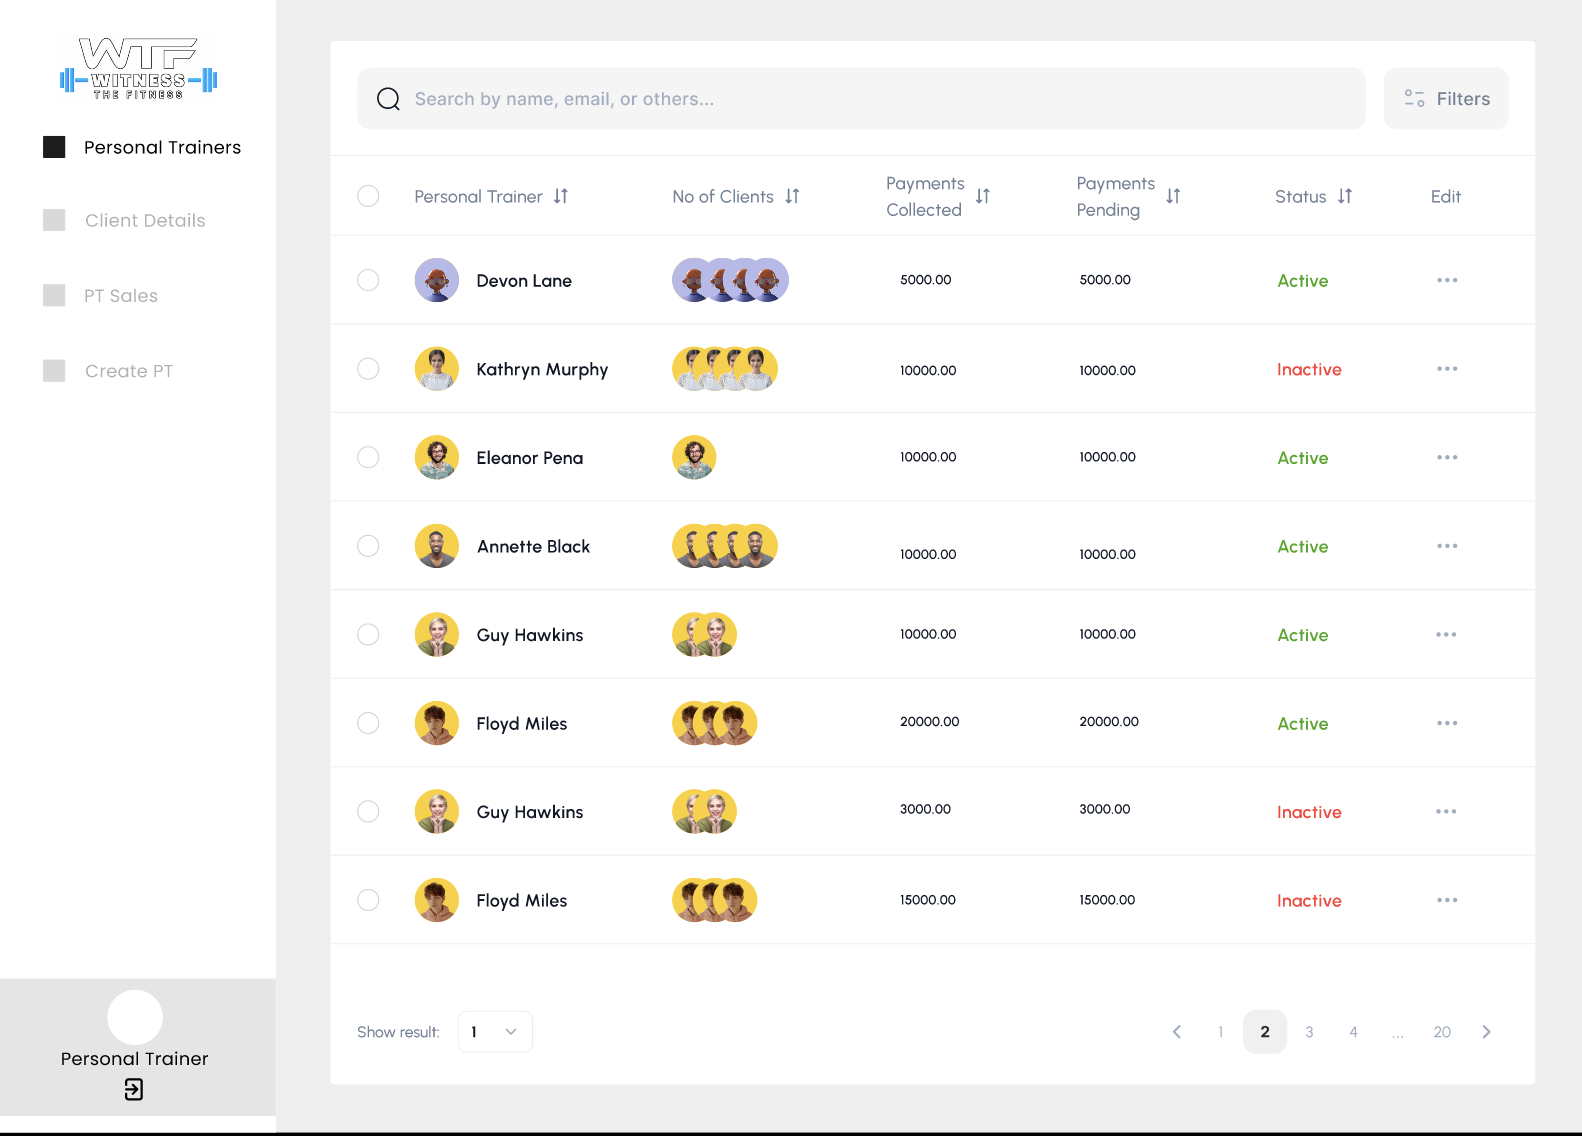 WTF
WITNESS
THE FITNESS
Personal Trainers
Client Details
PT Sales
Create PT
Personal Trainer
Search by name, email, or others...
Filters
Personal Trainer No of Clients Payments Collected Payments Pending Status Edit
Devon Lane 5000.00 5000.00 Active
Kathryn Murphy 10000.00 10000.00 Inactive
Eleanor Pena 10000.00 10000.00 Active
Annette Black 10000.00 10000.00 Active
Guy Hawkins 10000.00 10000.00 Active
Floyd Miles 20000.00 20000.00 Active
Guy Hawkins 3000.00 3000.00 Inactive
Floyd Miles 15000.00 15000.00 Inactive
Show result: 1
1 2 3 4 ... 20